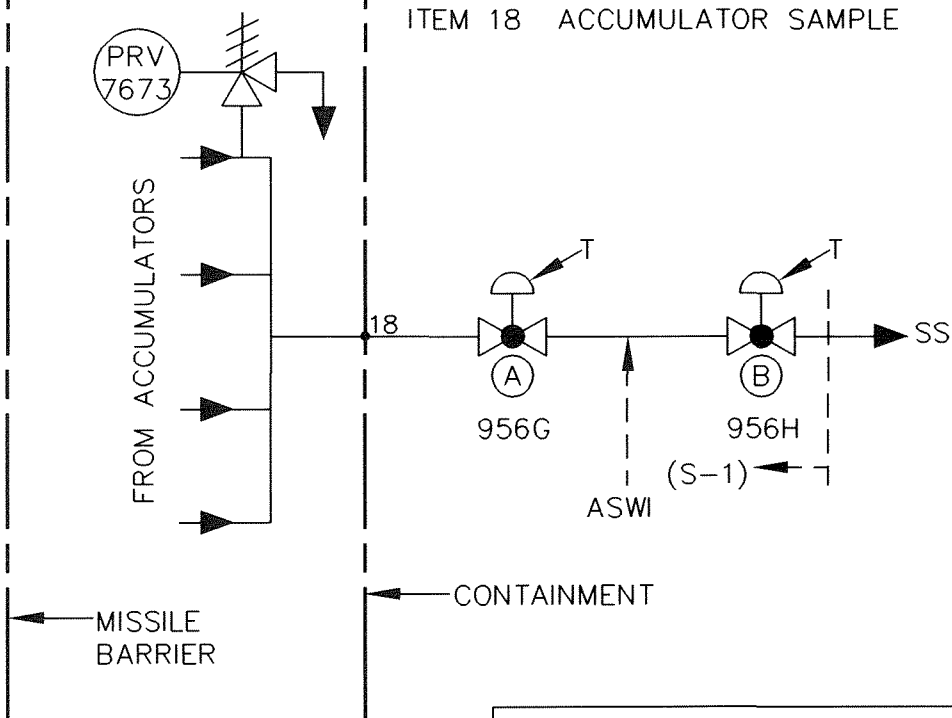 ITEM 18 ACCUMULATOR SAMPLE
PRV
7673
FROM ACCUMULATORS
T
T
18
SS
A
B
956G
956H
(S-1)
ASWI
CONTAINMENT
MISSILE
BARRIER